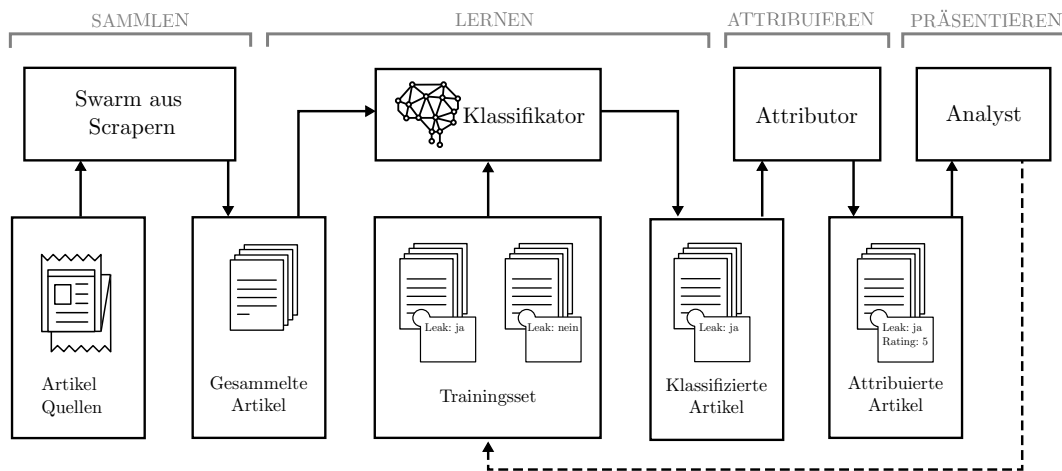 SAMMLEN
LERNEN
ATTRIBUIEREN
PRÄSENTIEREN
Swarm aus
Scrapern
Klassifikator
Attributor
Analyst
Leak: ja
Leak: nein
Leak: ja
Leak: ja
Rating: 5
Artikel
Quellen
Gesammelte
Artikel
Trainingsset
Klassifizierte
Artikel
Attribuierte
Artikel